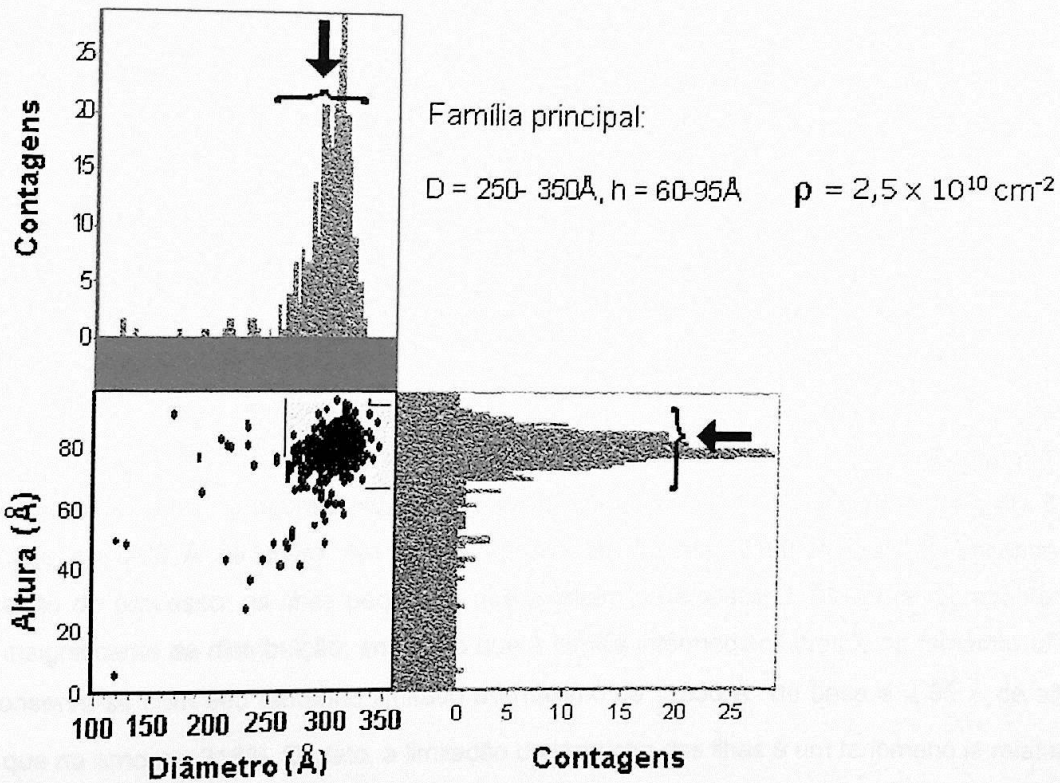 Contagens
25
20
15
10
5
0
Família principal:
D = 250- 350Å, h = 60-95Å
ρ = 2,5 × 10¹⁰ cm⁻²
Altura (Å)
80
60
40
20
0
100 150 200 250 300 350
Diâmetro (Å)
0 5 10 15 20 25
Contagens